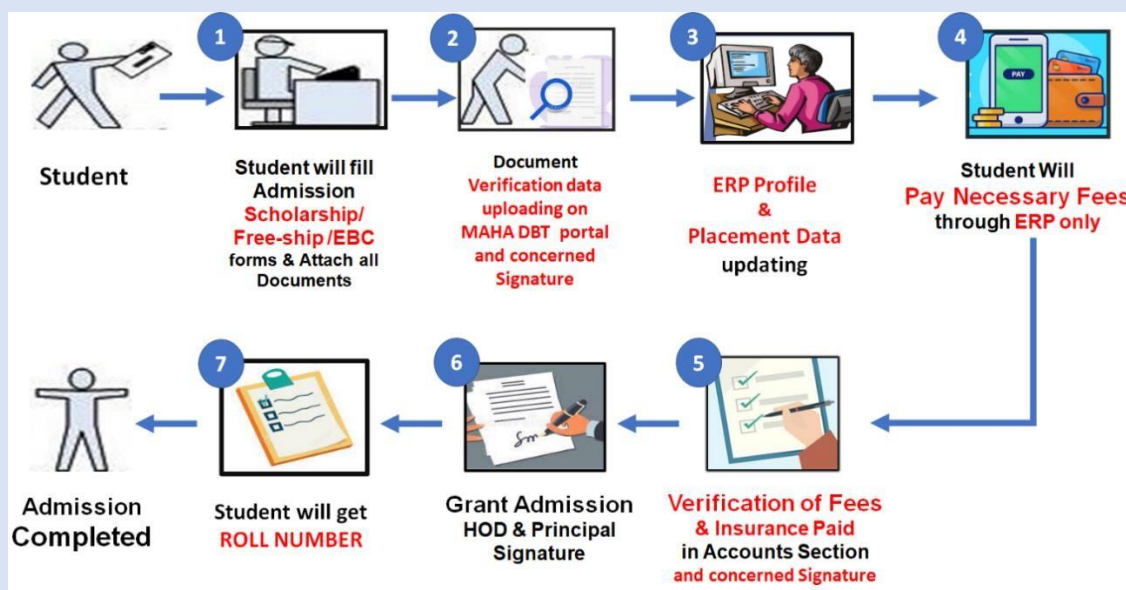 Student
1
Student will fill
Admission
Scholarship/
Free-ship /EBC
forms & Attach all
Documents
2
Document
Verification data
uploading on
MAHA DBT portal
and concerned
Signature
3
ERP Profile
&
Placement Data
updating
4
PAY
Student Will
Pay Necessary Fees
through ERP only
5
Verification of Fees
& Insurance Paid
in Accounts Section
and concerned Signature
6
Grant Admission
HOD & Principal
Signature
7
Student will get
ROLL NUMBER
Admission
Completed